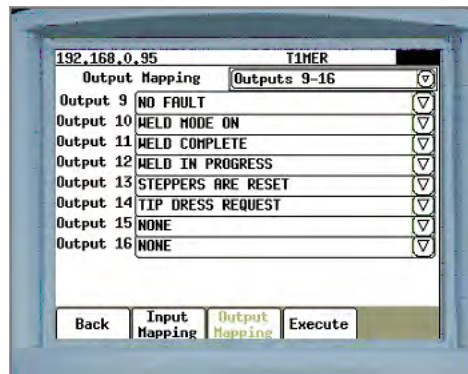 192.168.0.95 T1MER
Output Mapping Outputs 9-16
Output 9 NO FAULT
Output 10 WELD MODE ON
Output 11 WELD COMPLETE
Output 12 WELD IN PROGRESS
Output 13 STEPPERS ARE RESET
Output 14 TIP DRESS REQUEST
Output 15 NONE
Output 16 NONE
Back Input Mapping Output Mapping Execute